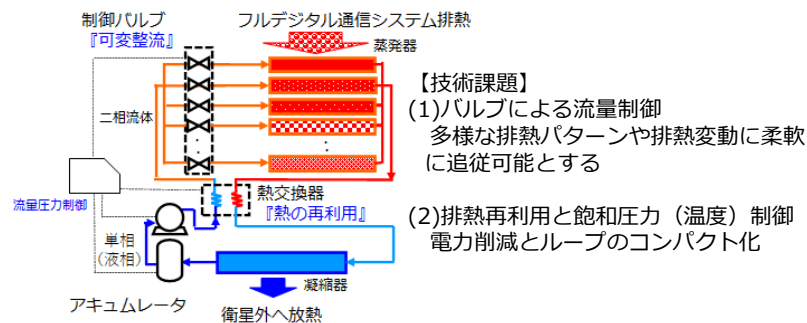 制御バルブ
『可変整流』
フルデジタル通信システム排熱
蒸発器
二相流体
【技術課題】
(1)バルブによる流量制御
多様な排熱パターンや排熱変動に柔軟
に追従可能とする
熱交換器
『熱の再利用』
流量圧力制御
(2)排熱再利用と飽和圧力（温度）制御
電力削減とループのコンパクト化
単相
(液相)
凝縮器
アキュムレータ
衛星外へ放熱